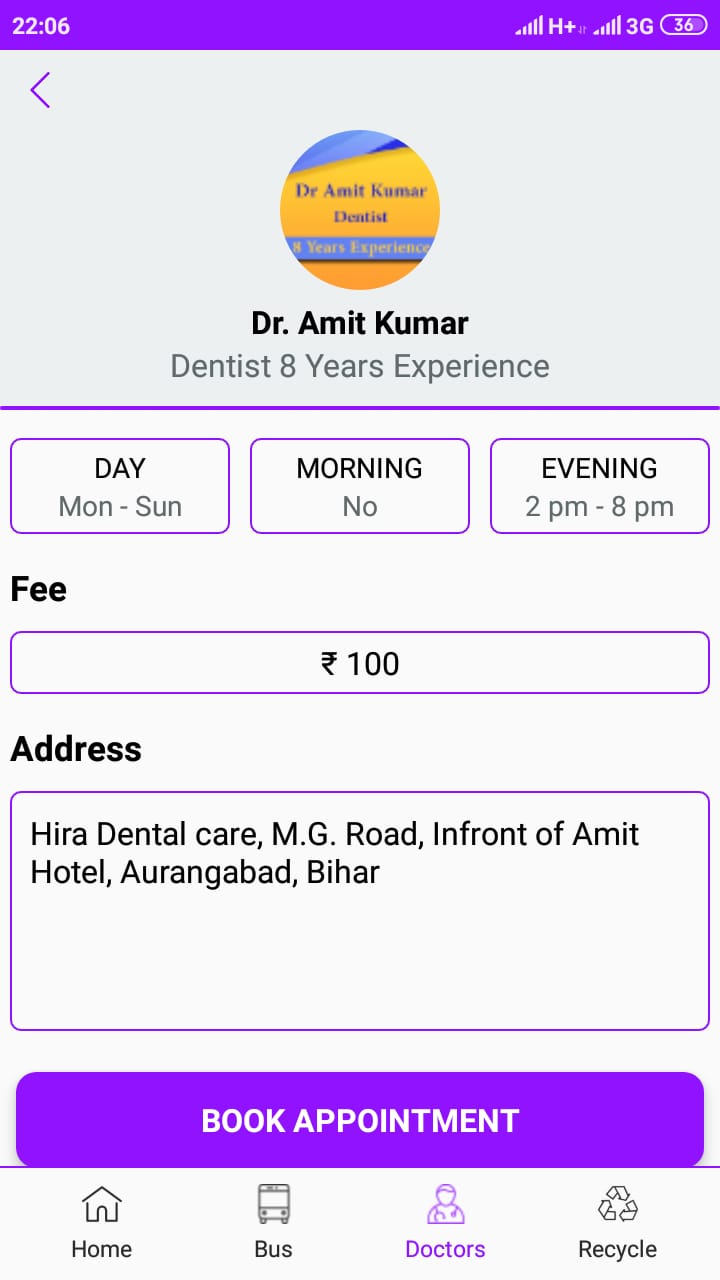 22:06
H+ 3G 36
Dr Amit Kumar
Dentist
8 Years Experience
Dr. Amit Kumar
Dentist 8 Years Experience
DAY MORNING EVENING
Mon - Sun No 2 pm - 8 pm
Fee
₹ 100
Address
Hira Dental care, M.G. Road, Infront of Amit
Hotel, Aurangabad, Bihar
BOOK APPOINTMENT
Home Bus Doctors Recycle